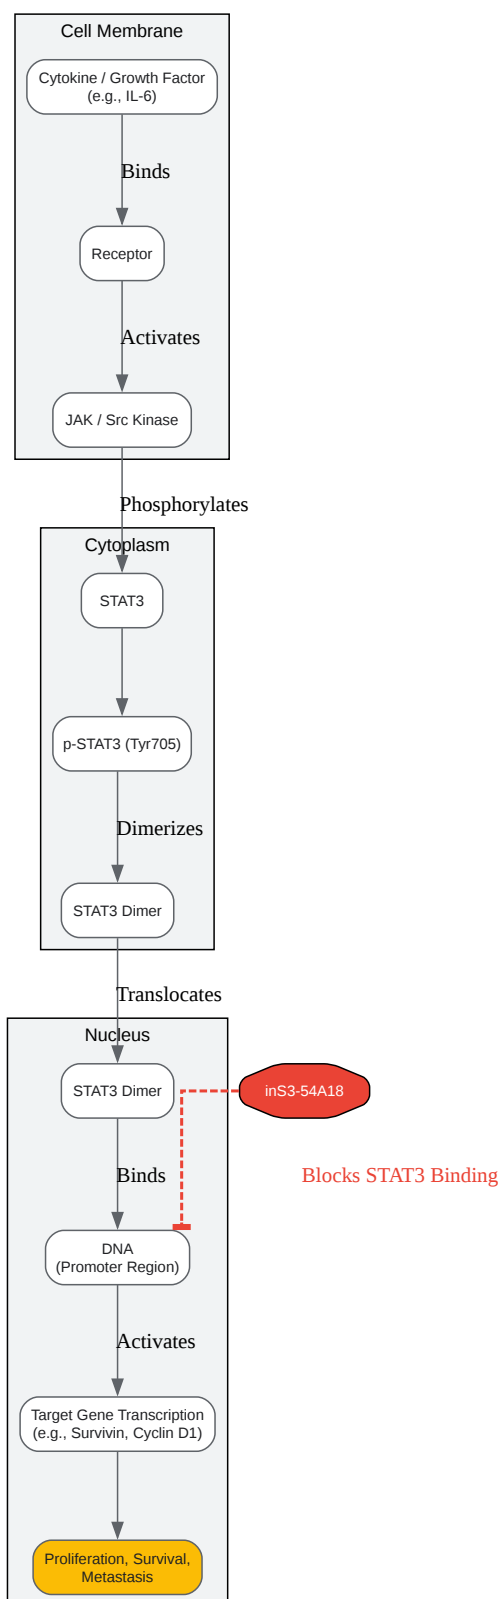 Cell Membrane
Cytokine / Growth Factor
(e.g., IL-6)
Binds
Receptor
Activates
JAK / Src Kinase
Phosphorylates
Cytoplasm
STAT3
p-STAT3 (Tyr705)
Dimerizes
STAT3 Dimer
Translocates
Nucleus
STAT3 Dimer
inS3-54A18
Binds
Blocks STAT3 Binding
DNA
(Promoter Region)
Activates
Target Gene Transcription
(e.g., Survivin, Cyclin D1)
Proliferation, Survival,
Metastasis